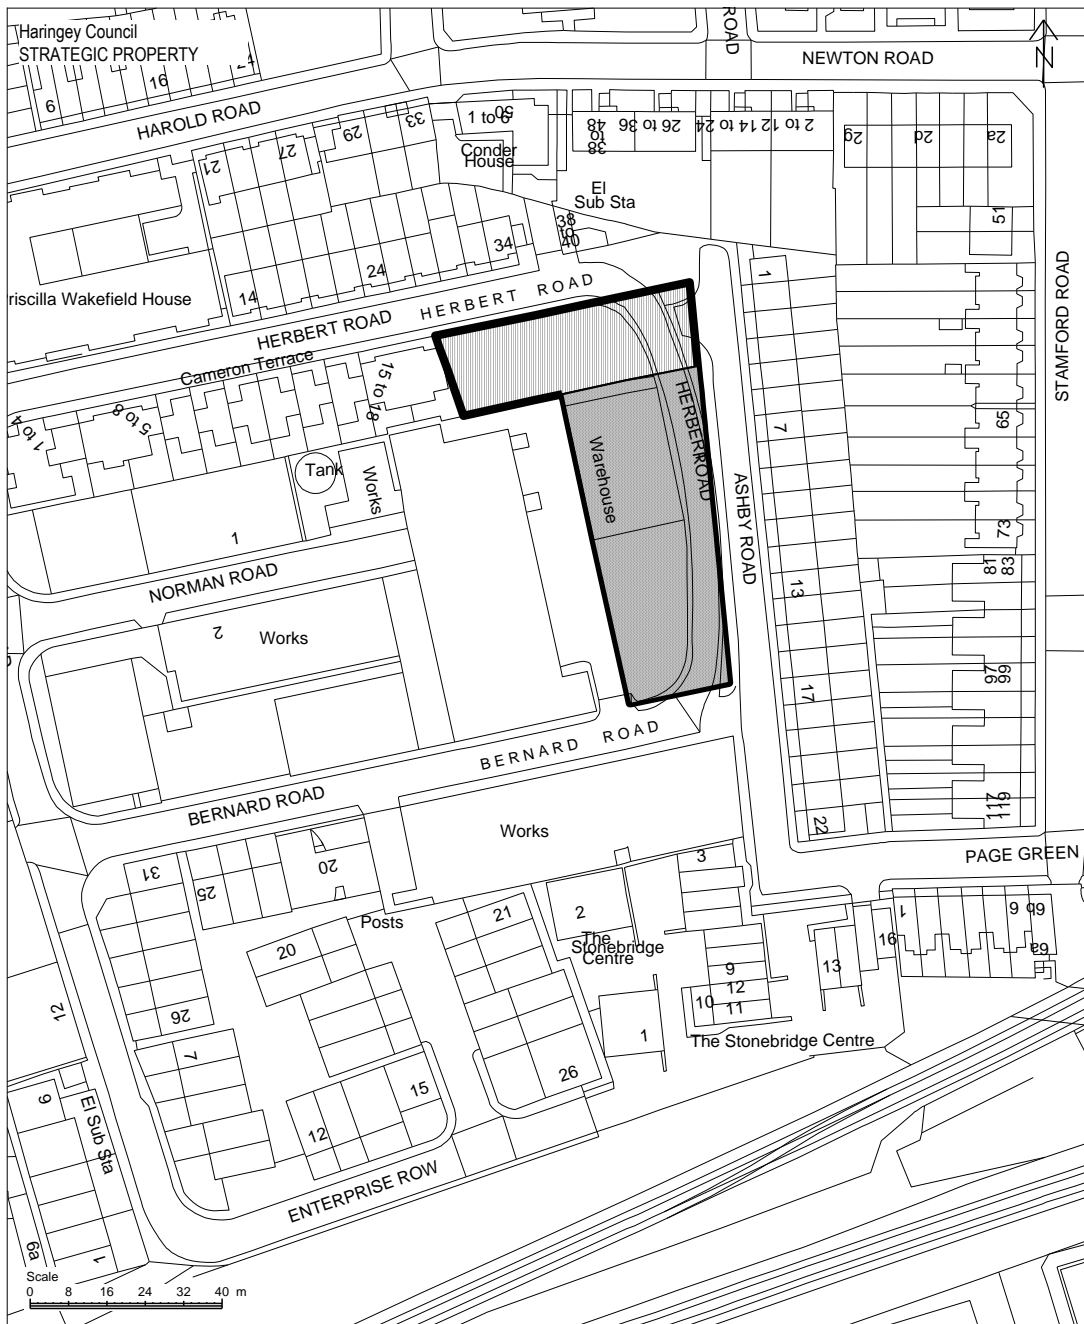 Haringey Council
STRATEGIC PROPERTY
ROAD
N
NEWTON ROAD
6
16
24
HAROLD ROAD
21
27
29
33
1 to 6
50
Conder
House
38
to
48
26 to 36
14 to 24
2 to 12
2g
2d
2a
51
El
Sub Sta
38
to
40
34
24
14
riscilla Wakefield House
HERBERT ROAD
HERBERT ROAD
Cameron Terrace
1 to 4
5 to 8
15 to 18
Tank
Works
Warehouse
HERBERT ROAD
ASHBY ROAD
STAMFORD ROAD
1
7
13
17
22
65
73
81
83
97
99
117
119
1
NORMAN ROAD
2
Works
BERNARD ROAD
BERNARD ROAD
Works
PAGE GREEN
31
25
20
Posts
20
26
7
12
15
21
26
2
The
Stonebridge
Centre
3
9
10
12
11
13
16
1
6
6b
6a
1
The Stonebridge Centre
12
9
El Sub Sta
6a
1
ENTERPRISE ROW
Scale
0 8 16 24 32 40 m